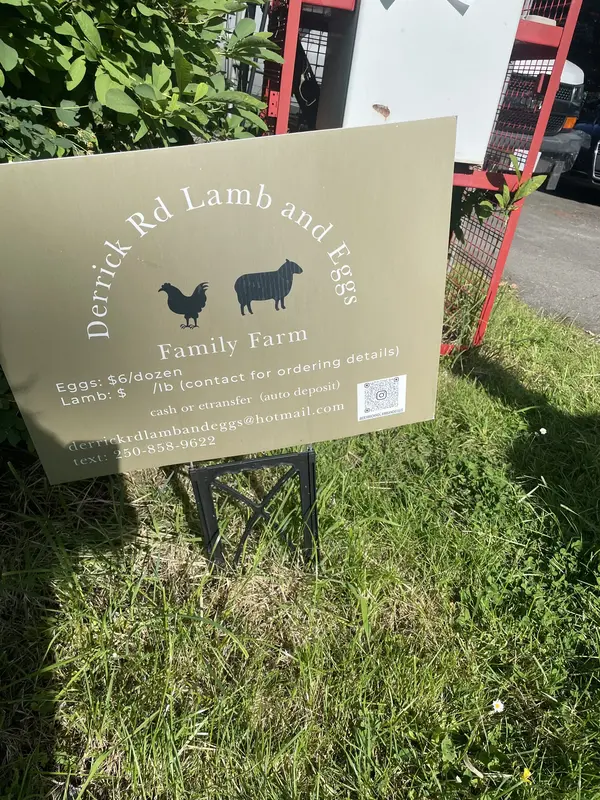 Derrick Rd Lamb and Eggs
Family Farm
Eggs: $6/dozen
Lamb: $ /lb (contact for ordering details)
cash or etransfer (auto deposit)
derrickrdlambandeggs@hotmail.com
text: 250-858-9622